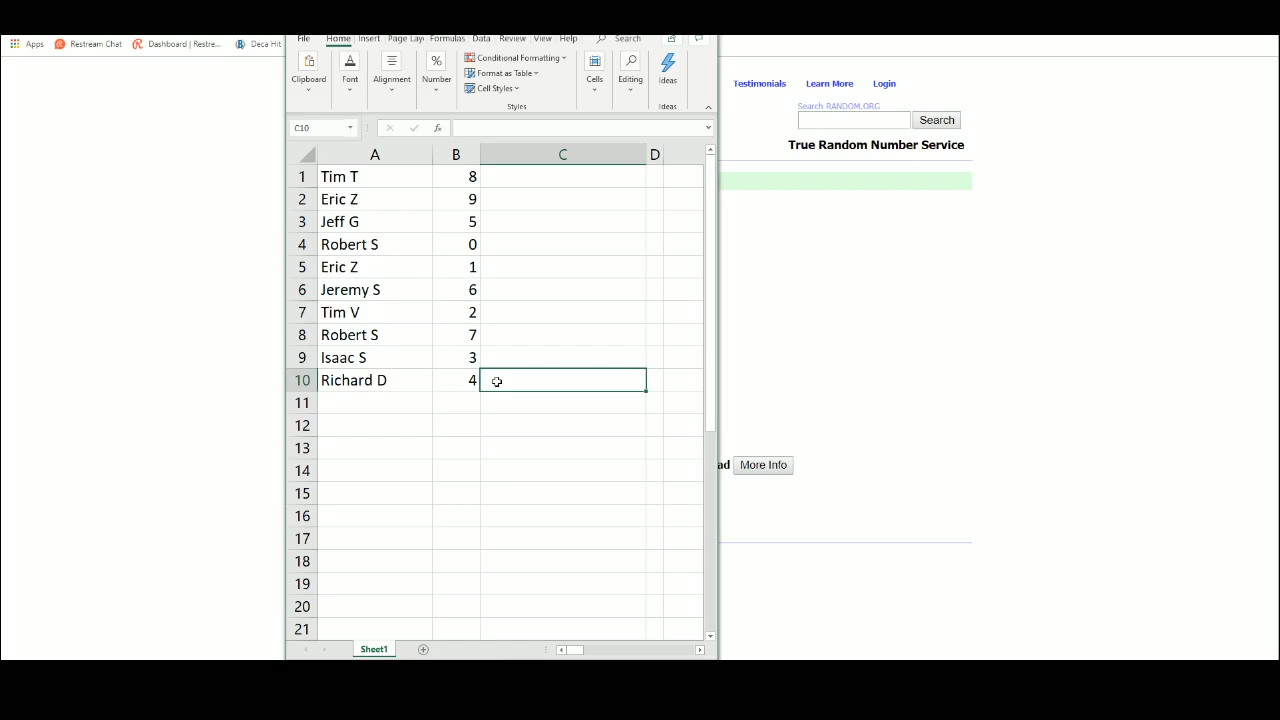 Apps Restream Chat Dashboard | Restre... Deca Hit
File Home Insert Page Lay Formulas Data Review View Help Search
Clipboard Font Alignment Number Conditional Formatting Format as Table Cell Styles Styles Cells Editing Ideas Ideas
Testimonials Learn More Login
Search RANDOM.ORG
Search
True Random Number Service
C10 fx
A B C D
1 Tim T 8
2 Eric Z 9
3 Jeff G 5
4 Robert S 0
5 Eric Z 1
6 Jeremy S 6
7 Tim V 2
8 Robert S 7
9 Isaac S 3
10 Richard D 4
11
12
13
14
ad More Info
15
16
17
18
19
20
21
Sheet1